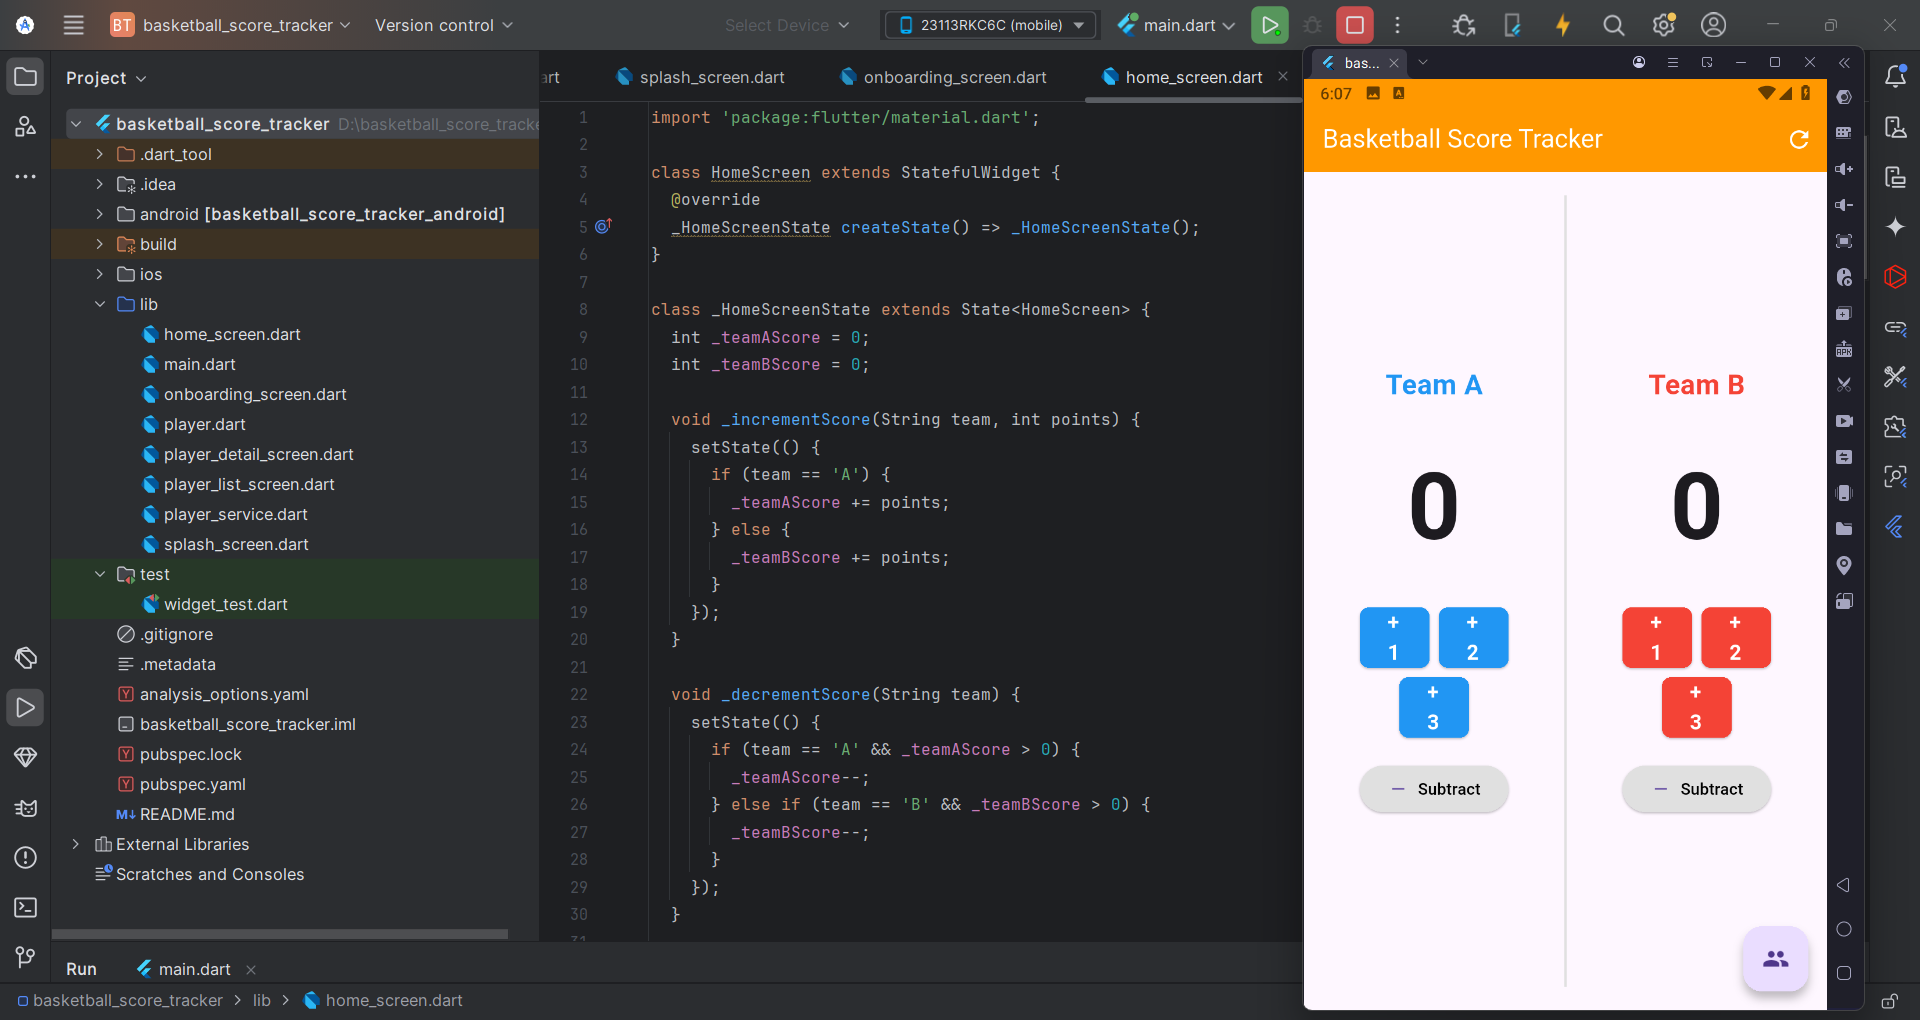 BT basketball_score_tracker Version control Select Device 23113RKC6C (mobile) main.dart
Project
basketball_score_tracker D:\basketball_score_tracke
.dart_tool
.idea
android [basketball_score_tracker_android]
build
ios
lib
home_screen.dart
main.dart
onboarding_screen.dart
player.dart
player_detail_screen.dart
player_list_screen.dart
player_service.dart
splash_screen.dart
test
widget_test.dart
.gitignore
.metadata
analysis_options.yaml
basketball_score_tracker.iml
pubspec.lock
pubspec.yaml
M↓ README.md
External Libraries
Scratches and Consoles
art splash_screen.dart onboarding_screen.dart home_screen.dart
1 import 'package:flutter/material.dart';
2
3 class HomeScreen extends StatefulWidget {
4 @override
5 _HomeScreenState createState() => _HomeScreenState();
6 }
7
8 class _HomeScreenState extends State<HomeScreen> {
9 int _teamAScore = 0;
10 int _teamBScore = 0;
11
12 void _incrementScore(String team, int points) {
13 setState(() {
14 if (team == 'A') {
15 _teamAScore += points;
16 } else {
17 _teamBScore += points;
18 }
19 });
20 }
21
22 void _decrementScore(String team) {
23 setState(() {
24 if (team == 'A' && _teamAScore > 0) {
25 _teamAScore--;
26 } else if (team == 'B' && _teamBScore > 0) {
27 _teamBScore--;
28 }
29 });
30 }
31
bas...
6:07 A
Basketball Score Tracker
Team A
0
+
1
+
2
+
3
− Subtract
Team B
0
+
1
+
2
+
3
− Subtract
APK
Run main.dart
basketball_score_tracker > lib > home_screen.dart